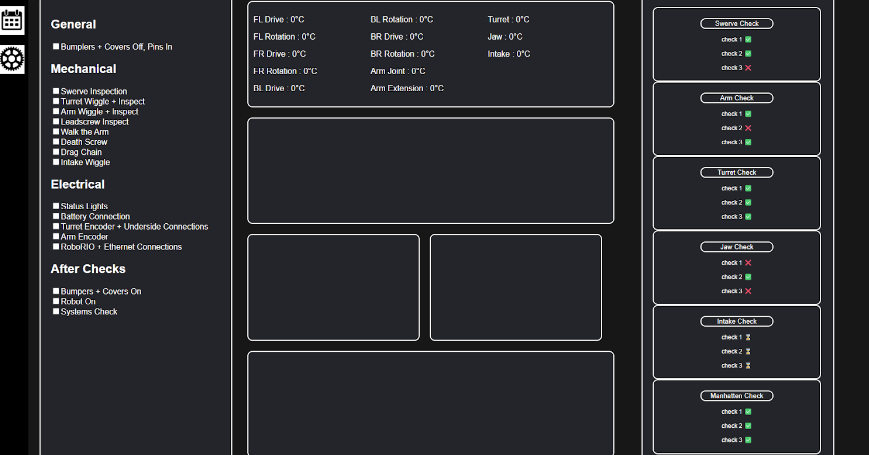 General
Bumplers + Covers Off, Pins In
Mechanical
Swerve Inspection
Turret Wiggle + Inspect
Arm Wiggle + Inspect
Leadscrew Inspect
Walk the Arm
Death Screw
Drag Chain
Intake Wiggle
Electrical
Status Lights
Battery Connection
Turret Encoder + Underside Connections
Arm Encoder
RoboRIO + Ethernet Connections
After Checks
Bumpers + Covers On
Robot On
Systems Check
FL Drive : 0°C
FL Rotation : 0°C
FR Drive : 0°C
FR Rotation : 0°C
BL Drive : 0°C
BL Rotation : 0°C
BR Drive : 0°C
BR Rotation : 0°C
Arm Joint : 0°C
Arm Extension : 0°C
Turret : 0°C
Jaw : 0°C
Intake : 0°C
Swerve Check
check 1 ✅
check 2 ✅
check 3 ❌
Arm Check
check 1 ✅
check 2 ❌
check 3 ✅
Turret Check
check 1 ✅
check 2 ✅
check 3 ✅
Jaw Check
check 1 ❌
check 2 ✅
check 3 ❌
Intake Check
check 1 ⏳
check 2 ⏳
check 3 ⏳
Manhatten Check
check 1 ✅
check 2 ✅
check 3 ✅